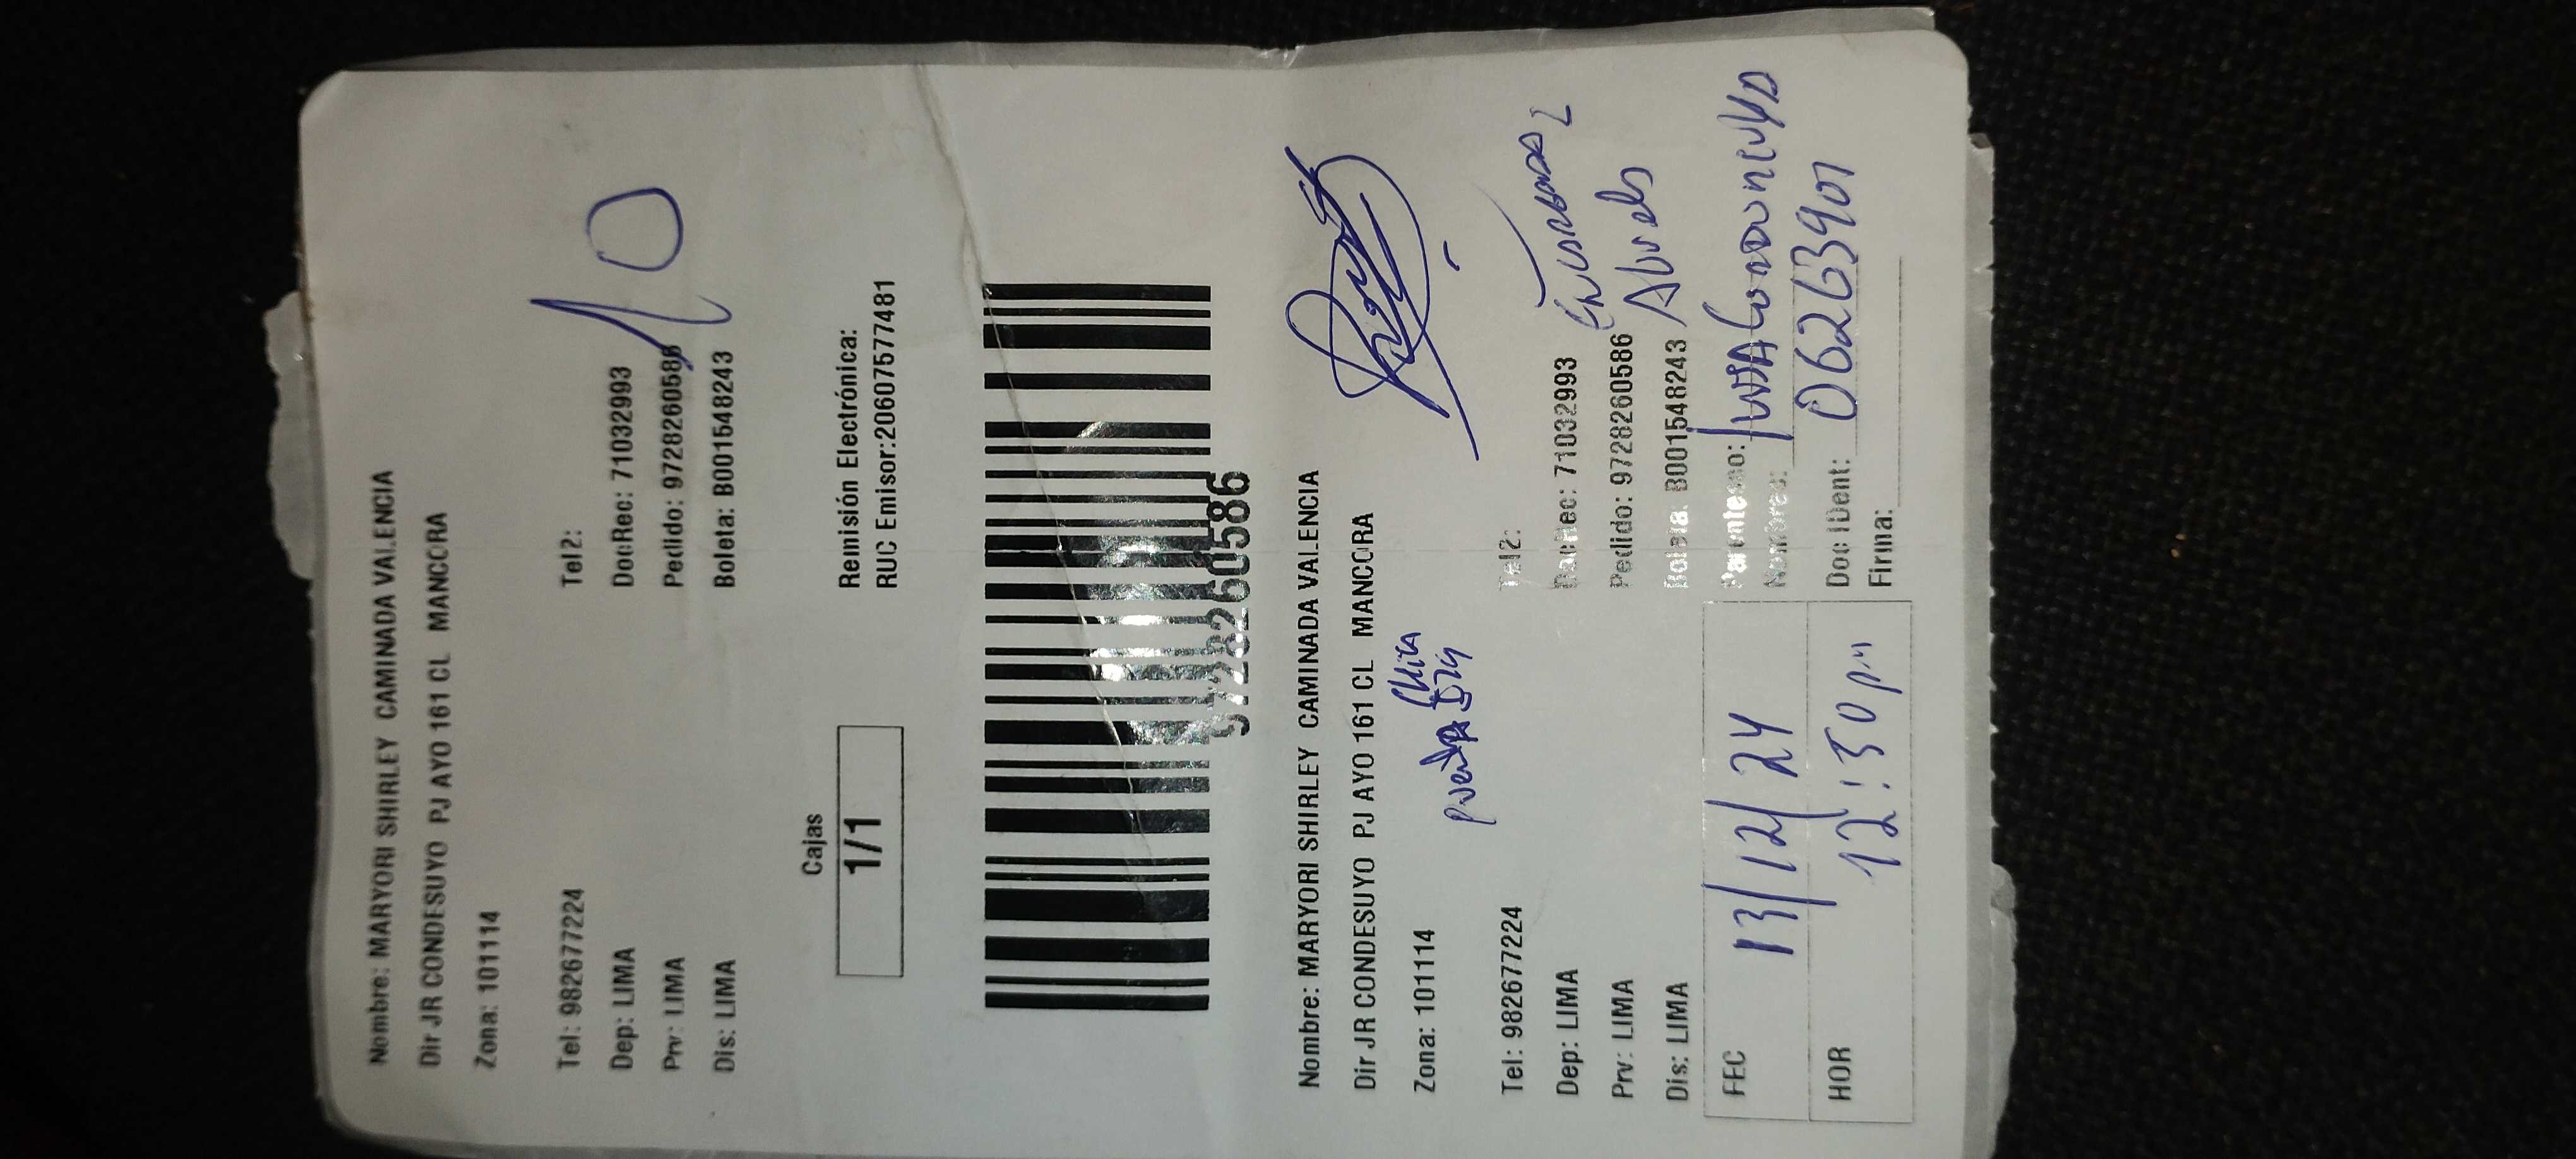 Nombre: MARYORI SHIRLEY CAMINADA VALENCIA
Dir JR CONDESUYO PJ AYO 161 CL MANCORA
Zona: 101114
Tel: 982677224 Tel2:
Dep: LIMA DocRec: 71032993
Prv: LIMA Pedido: 9728260586
Dis: LIMA Boleta: B001548243
10
Cajas
1/1
Remisión Electrónica:
RUC Emisor:20607577481
9728260586
Nombre: MARYORI SHIRLEY CAMINADA VALENCIA
Dir JR CONDESUYO PJ AYO 161 CL MANCORA
Zona: 101114
Tel: 982677224 Tel2:
Dep: LIMA DocRec: 71032993
Prv: LIMA Pedido: 9728260586
Dis: LIMA Boleta: B001548243
FEC 13/12/24 Parentesco:
Nombres:
HOR 12:50 pm Doc IDent: 06263901
Firma: